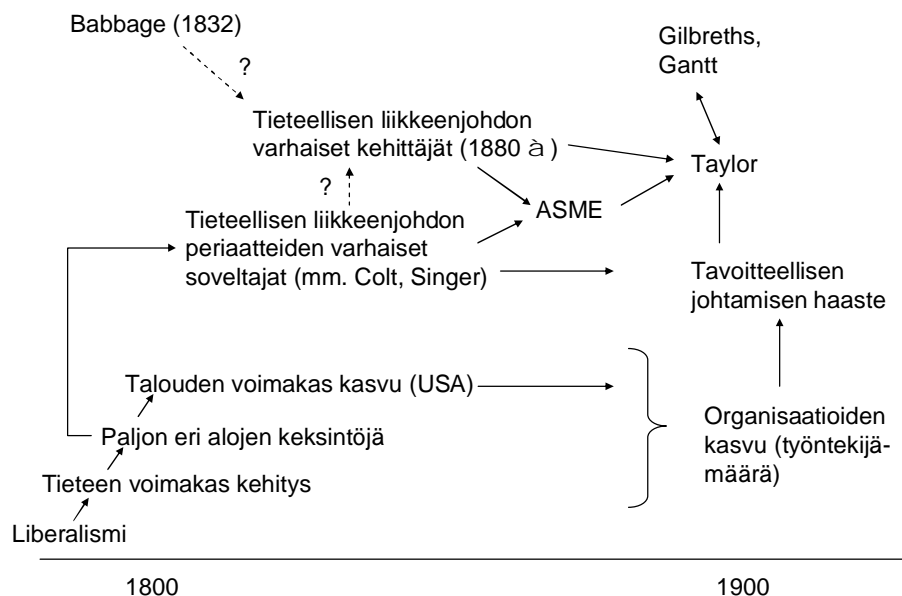 Babbage (1832)
?
Gilbreths,
Gantt
Tieteellisen liikkeenjohdon
varhaiset kehittäjät (1880 à )
Taylor
?
ASME
Tieteellisen liikkeenjohdon
periaatteiden varhaiset
soveltajat (mm. Colt, Singer)
Tavoitteellisen
johtamisen haaste
Talouden voimakas kasvu (USA)
Paljon eri alojen keksintöjä
Organisaatioiden
kasvu (työntekijä-
määrä)
Tieteen voimakas kehitys
Liberalismi
1800
1900